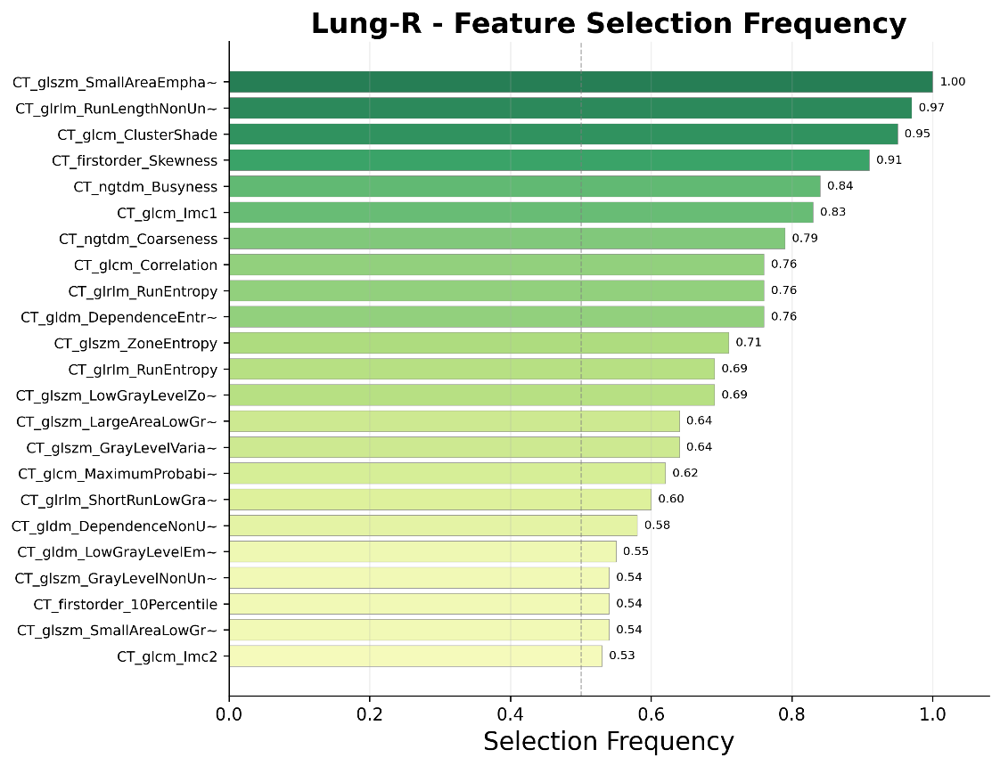 Lung-R - Feature Selection Frequency
CT_glszm_SmallAreaEmpha~ 1.00
CT_glrlm_RunLengthNonUn~ 0.97
CT_glcm_ClusterShade 0.95
CT_firstorder_Skewness 0.91
CT_ngtdm_Busyness 0.84
CT_glcm_Imc1 0.83
CT_ngtdm_Coarseness 0.79
CT_glcm_Correlation 0.76
CT_glrlm_RunEntropy 0.76
CT_gldm_DependenceEntr~ 0.76
CT_glszm_ZoneEntropy 0.71
CT_glrlm_RunEntropy 0.69
CT_glszm_LowGrayLevelZo~ 0.69
CT_glszm_LargeAreaLowGr~ 0.64
CT_glszm_GrayLevelVaria~ 0.64
CT_glcm_MaximumProbabi~ 0.62
CT_glrlm_ShortRunLowGra~ 0.60
CT_gldm_DependenceNonU~ 0.58
CT_gldm_LowGrayLevelEm~ 0.55
CT_glszm_GrayLevelNonUn~ 0.54
CT_firstorder_10Percentile 0.54
CT_glszm_SmallAreaLowGr~ 0.54
CT_glcm_Imc2 0.53
0.0 0.2 0.4 0.6 0.8 1.0
Selection Frequency